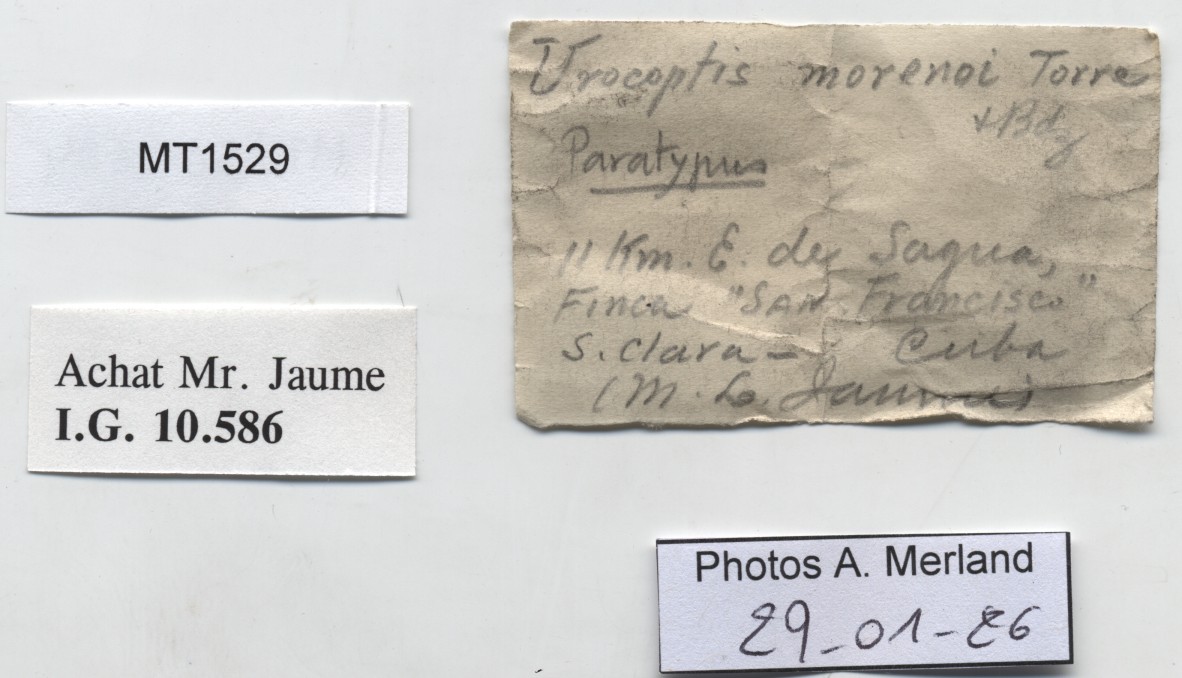 MT1529
Achat Mr. Jaume
I.G. 10.586
Urocoptis morenoi Torre
+ Bdy
Paratypus
11 Km. E. de Sagua,
Finca "SAN Francisco"
S. Clara - Cuba
(M. L. Jaume)
Photos A. Merland
29-01-26